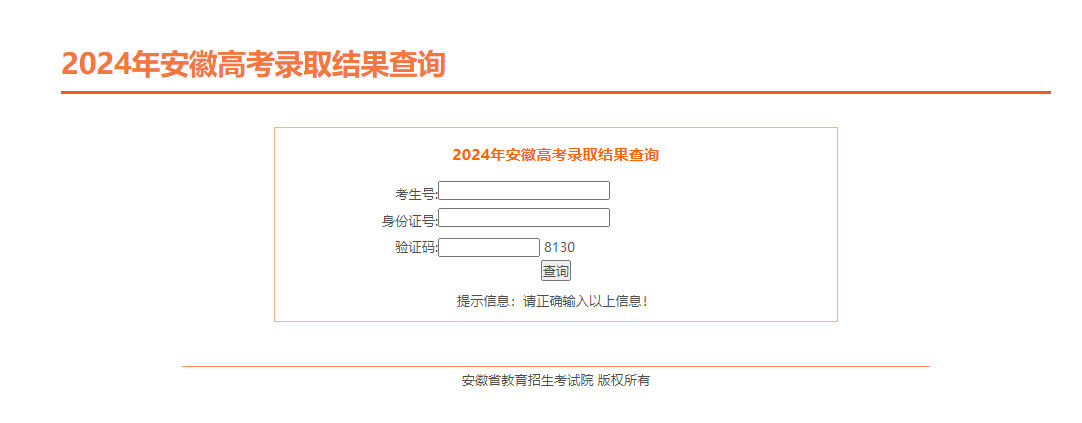 2024年安徽高考录取结果查询
2024年安徽高考录取结果查询
考生号:
身份证号:
验证码: 8130
查询
提示信息：请正确输入以上信息！
安徽省教育招生考试院 版权所有